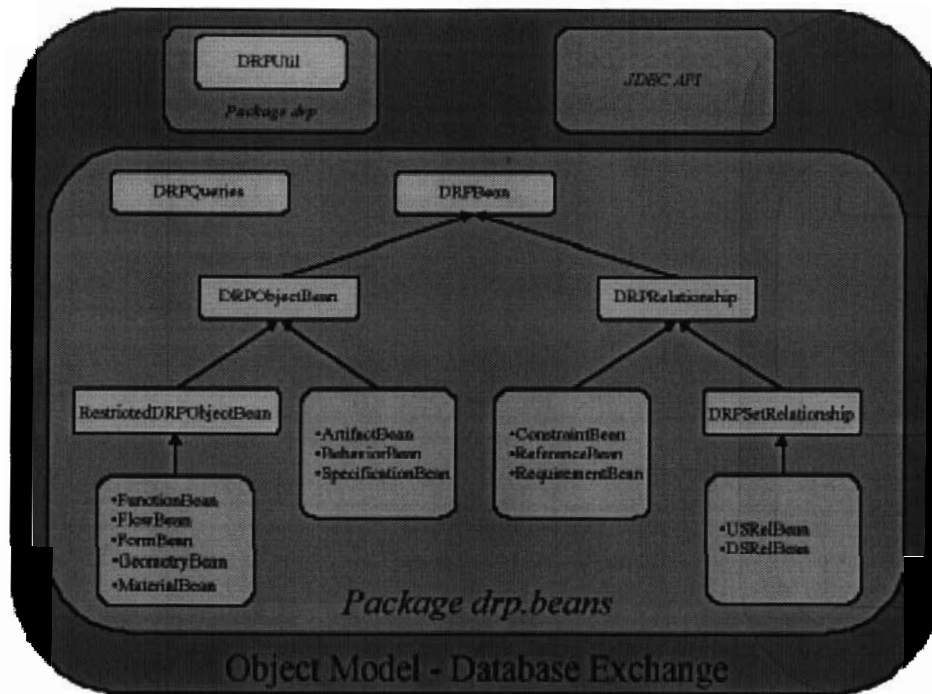 DRPUtil
Package drp
JDBC API
DRPQueries
DRPBean
DRPObjectBean
DRPRelationship
RestrictedDRPObjectBean
•ArtifactBean
•BehaviorBean
•SpecificationBean
•ConstraintBean
•ReferenceBean
•RequirementBean
DRPSetRelationship
•FunctionBean
•FlowBean
•FormBean
•GeometryBean
•MaterialBean
•USRelBean
•DSRelBean
Package drp.beans
Object Model - Database Exchange